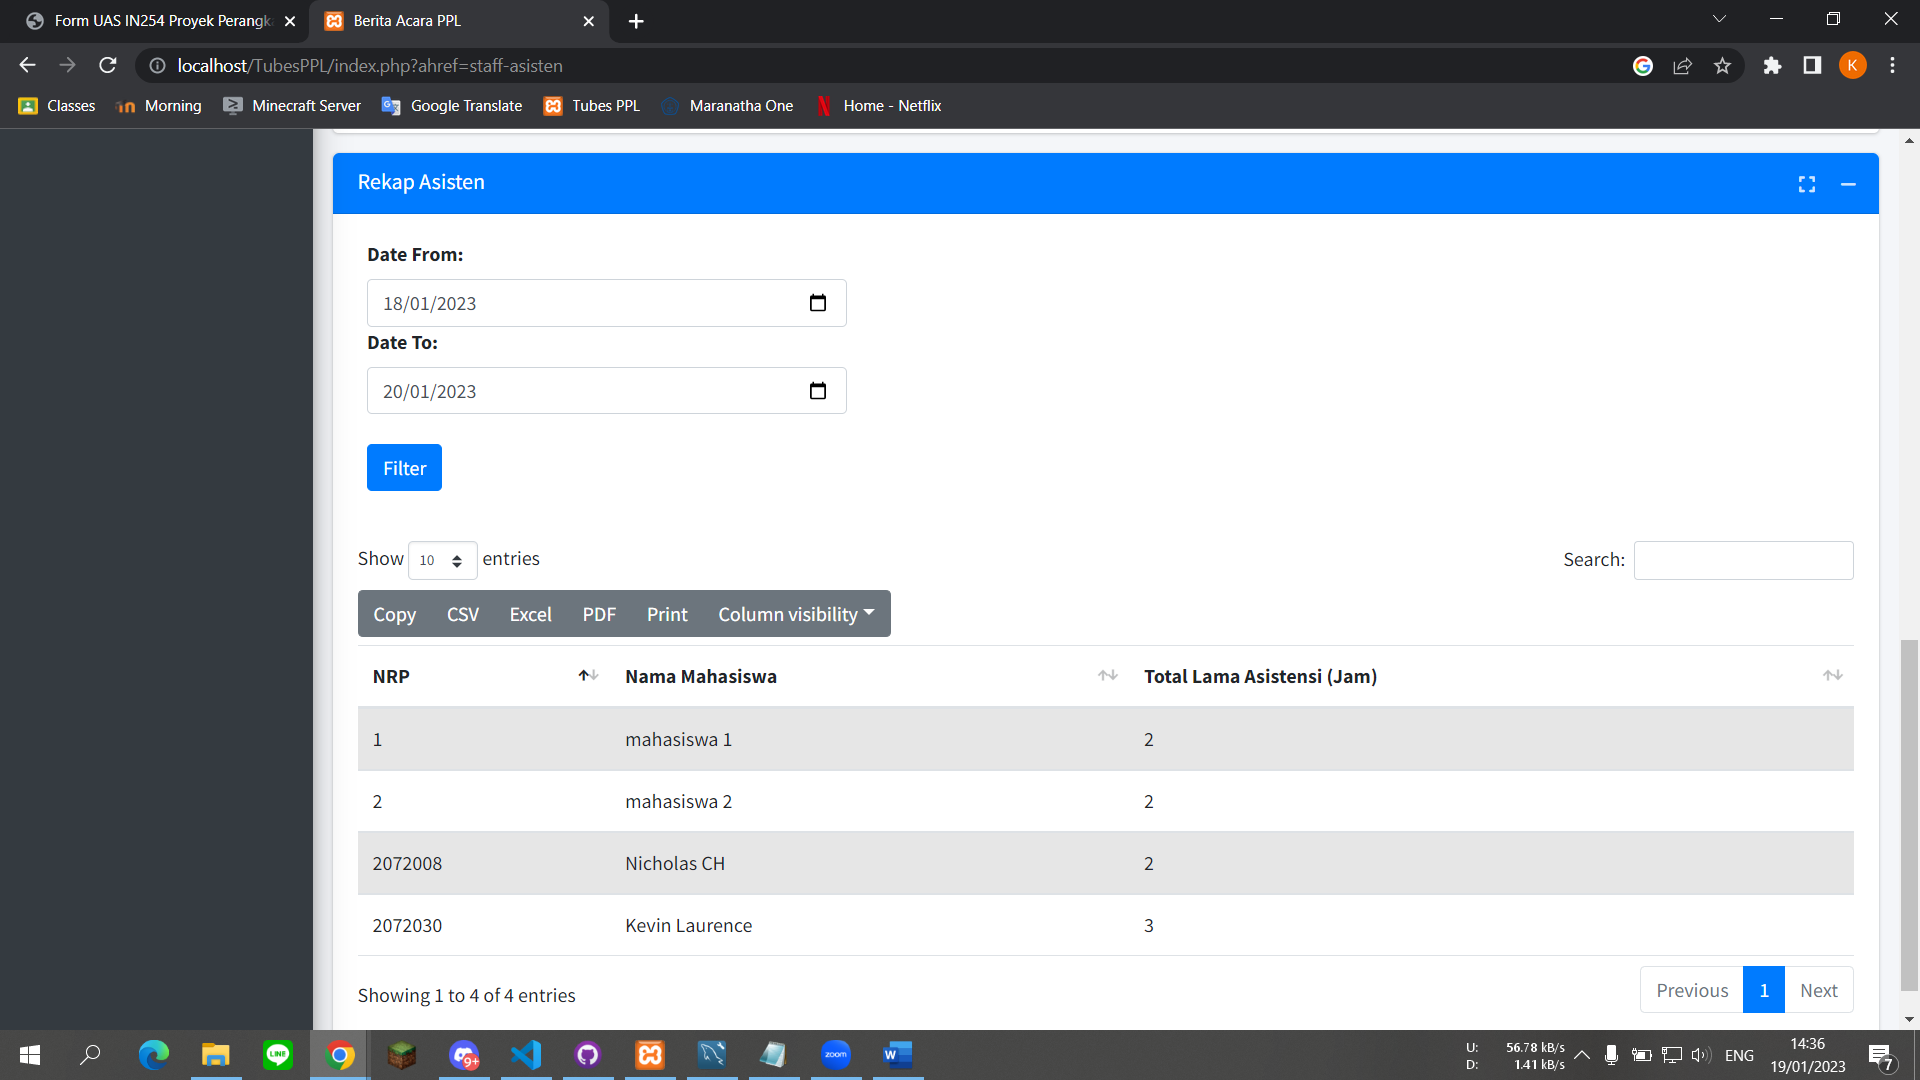 Form UAS IN254 Proyek Perangka
Berita Acara PPL
localhost/TubesPPL/index.php?ahref=staff-asisten
K
Classes Morning Minecraft Server Google Translate Tubes PPL Maranatha One Home - Netflix
Rekap Asisten
Date From:
18/01/2023
Date To:
20/01/2023
Filter
Show 10 entries
Search:
Copy CSV Excel PDF Print Column visibility
NRP Nama Mahasiswa Total Lama Asistensi (Jam)
1 mahasiswa 1 2
2 mahasiswa 2 2
2072008 Nicholas CH 2
2072030 Kevin Laurence 3
Showing 1 to 4 of 4 entries
Previous 1 Next
LINE
9+
zoom
W
U: 56.78 kB/s
D: 1.41 kB/s
ENG
14:36
19/01/2023
7